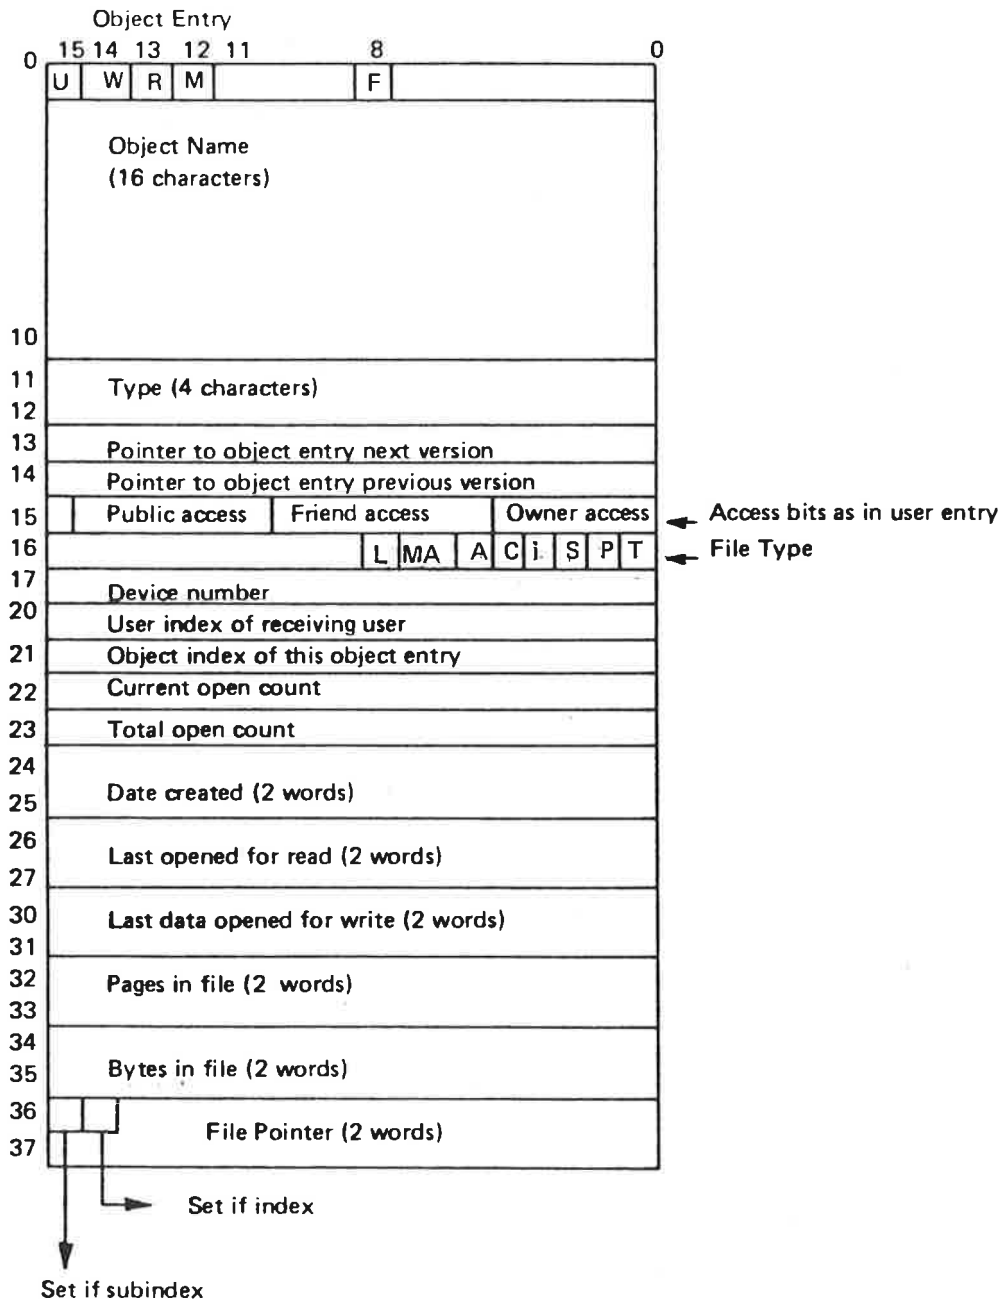 Object Entry
15 14 13 12 11 8 0
0
U W R M F
Object Name
(16 characters)
10
11
Type (4 characters)
12
13
Pointer to object entry next version
14
Pointer to object entry previous version
15 Public access Friend access Owner access Access bits as in user entry
16 L MA A C i S P T File Type
17
Device number
20
User index of receiving user
21 Object index of this object entry
22 Current open count
23 Total open count
24
Date created (2 words)
25
26
Last opened for read (2 words)
27
30 Last data opened for write (2 words)
31
32 Pages in file (2 words)
33
34
35 Bytes in file (2 words)
36
File Pointer (2 words)
37
Set if index
Set if subindex